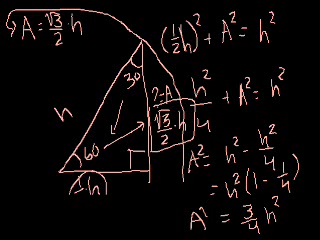 A = √3/2 · h
(1/2 h)² + A² = h²
30
h
60
(½h)
? = A
√3/2 · h
h²/4 + A² = h²
A² = h² - h²/4
= h²(1 - 1/4)
A² = 3/4 h²